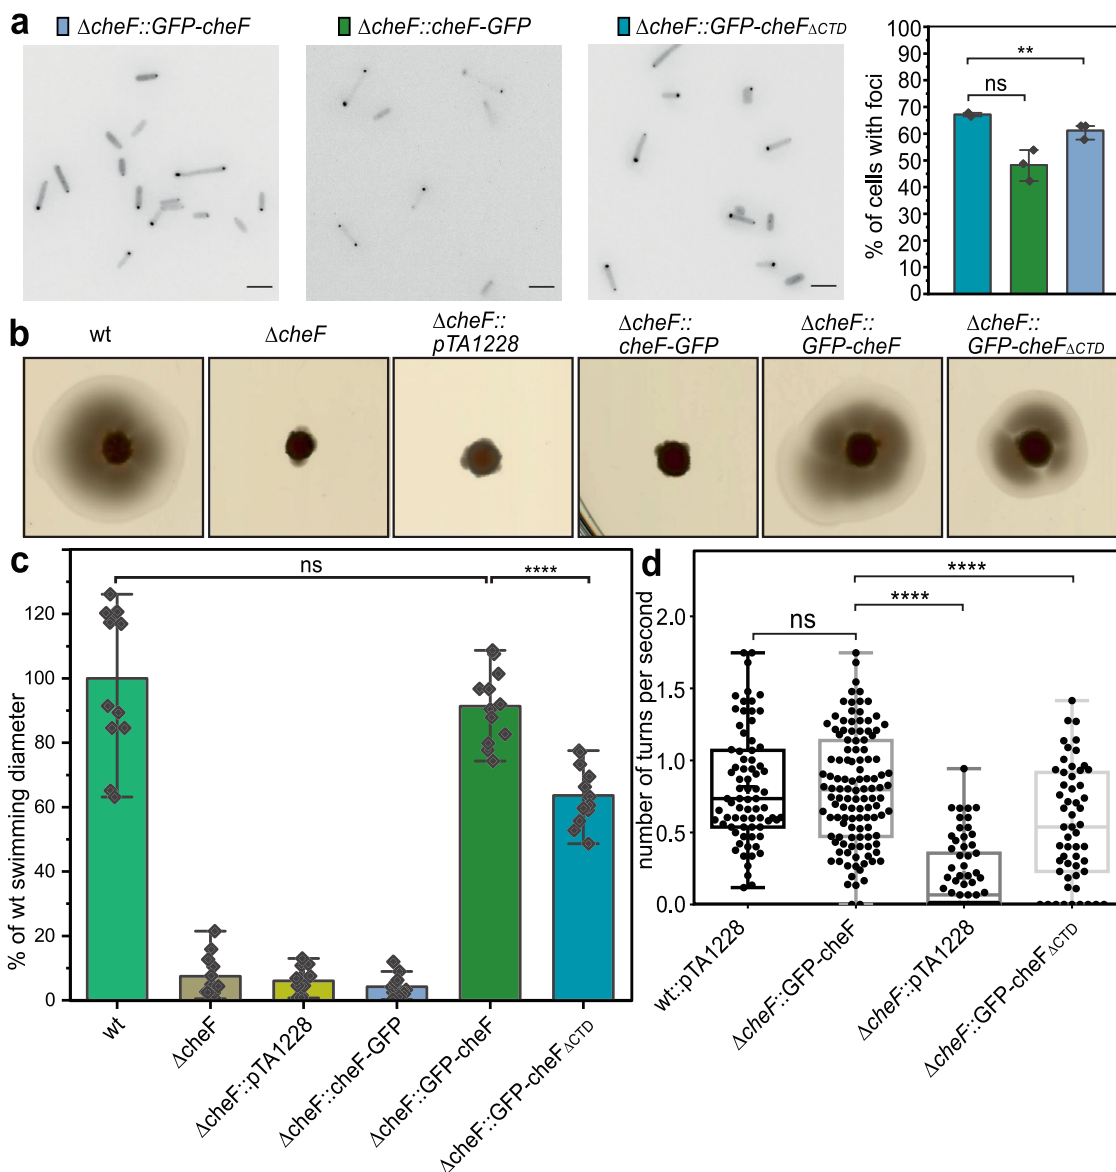 a
ΔcheF::GFP-cheF
ΔcheF::cheF-GFP
ΔcheF::GFP-cheFΔCTD
% of cells with foci
100
90
80
70
60
50
40
30
20
10
0
**
ns
b
wt
ΔcheF
ΔcheF::
pTA1228
ΔcheF::
cheF-GFP
ΔcheF::
GFP-cheF
ΔcheF::
GFP-cheFΔCTD
c
% of wt swimming diameter
120
100
80
60
40
20
0
ns
****
wt
ΔcheF
ΔcheF::pTA1228
ΔcheF::cheF-GFP
ΔcheF::GFP-cheF
ΔcheF::GFP-cheFΔCTD
d
number of turns per second
2.0
1.5
1.0
0.5
0.0
ns
****
****
wt::pTA1228
ΔcheF::GFP-cheF
ΔcheF::pTA1228
ΔcheF::GFP-cheFΔCTD